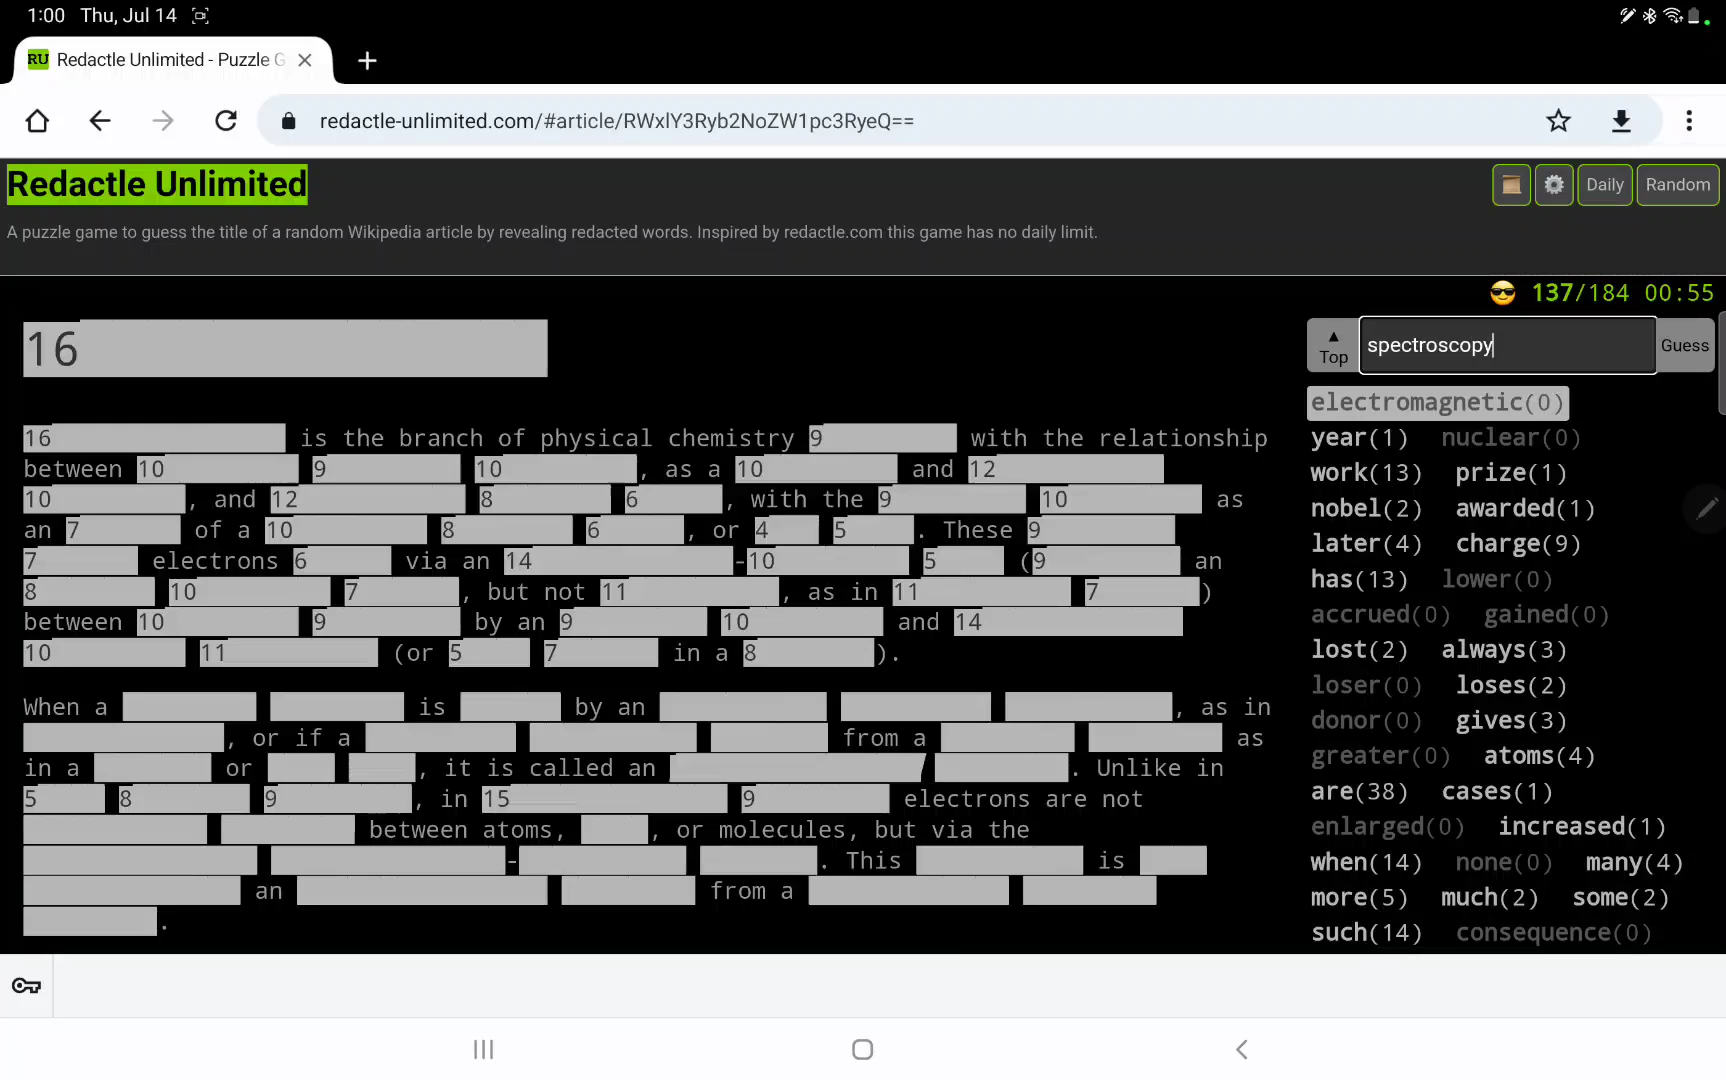 1:00 Thu, Jul 14
RU Redactle Unlimited - Puzzle G
redactle-unlimited.com/#article/RWxlY3Ryb2NoZW1pc3RyeQ==
Redactle Unlimited
Daily Random
A puzzle game to guess the title of a random Wikipedia article by revealing redacted words. Inspired by redactle.com this game has no daily limit.
137/184 00:55
16
Top spectroscopy Guess
16 is the branch of physical chemistry 9 with the relationship
between 10 9 10, as a 10 and 12
10, and 12 8 6, with the 9 10 as
an 7 of a 10 8 6, or 4 5. These 9
7 electrons 6 via an 14-10 5 (9 an
8 10 7, but not 11, as in 11 7)
between 10 9 by an 9 10 and 14
10 11 (or 5 7 in a 8).
When a is by an, as in
, or if a from a as
in a or, it is called an /. Unlike in
5 8 9, in 15 9 electrons are not
between atoms, , or molecules, but via the
-. This is
an from a
.
electromagnetic(0)
year(1) nuclear(0)
work(13) prize(1)
nobel(2) awarded(1)
later(4) charge(9)
has(13) lower(0)
accrued(0) gained(0)
lost(2) always(3)
loser(0) loses(2)
donor(0) gives(3)
greater(0) atoms(4)
are(38) cases(1)
enlarged(0) increased(1)
when(14) none(0) many(4)
more(5) much(2) some(2)
such(14) consequence(0)